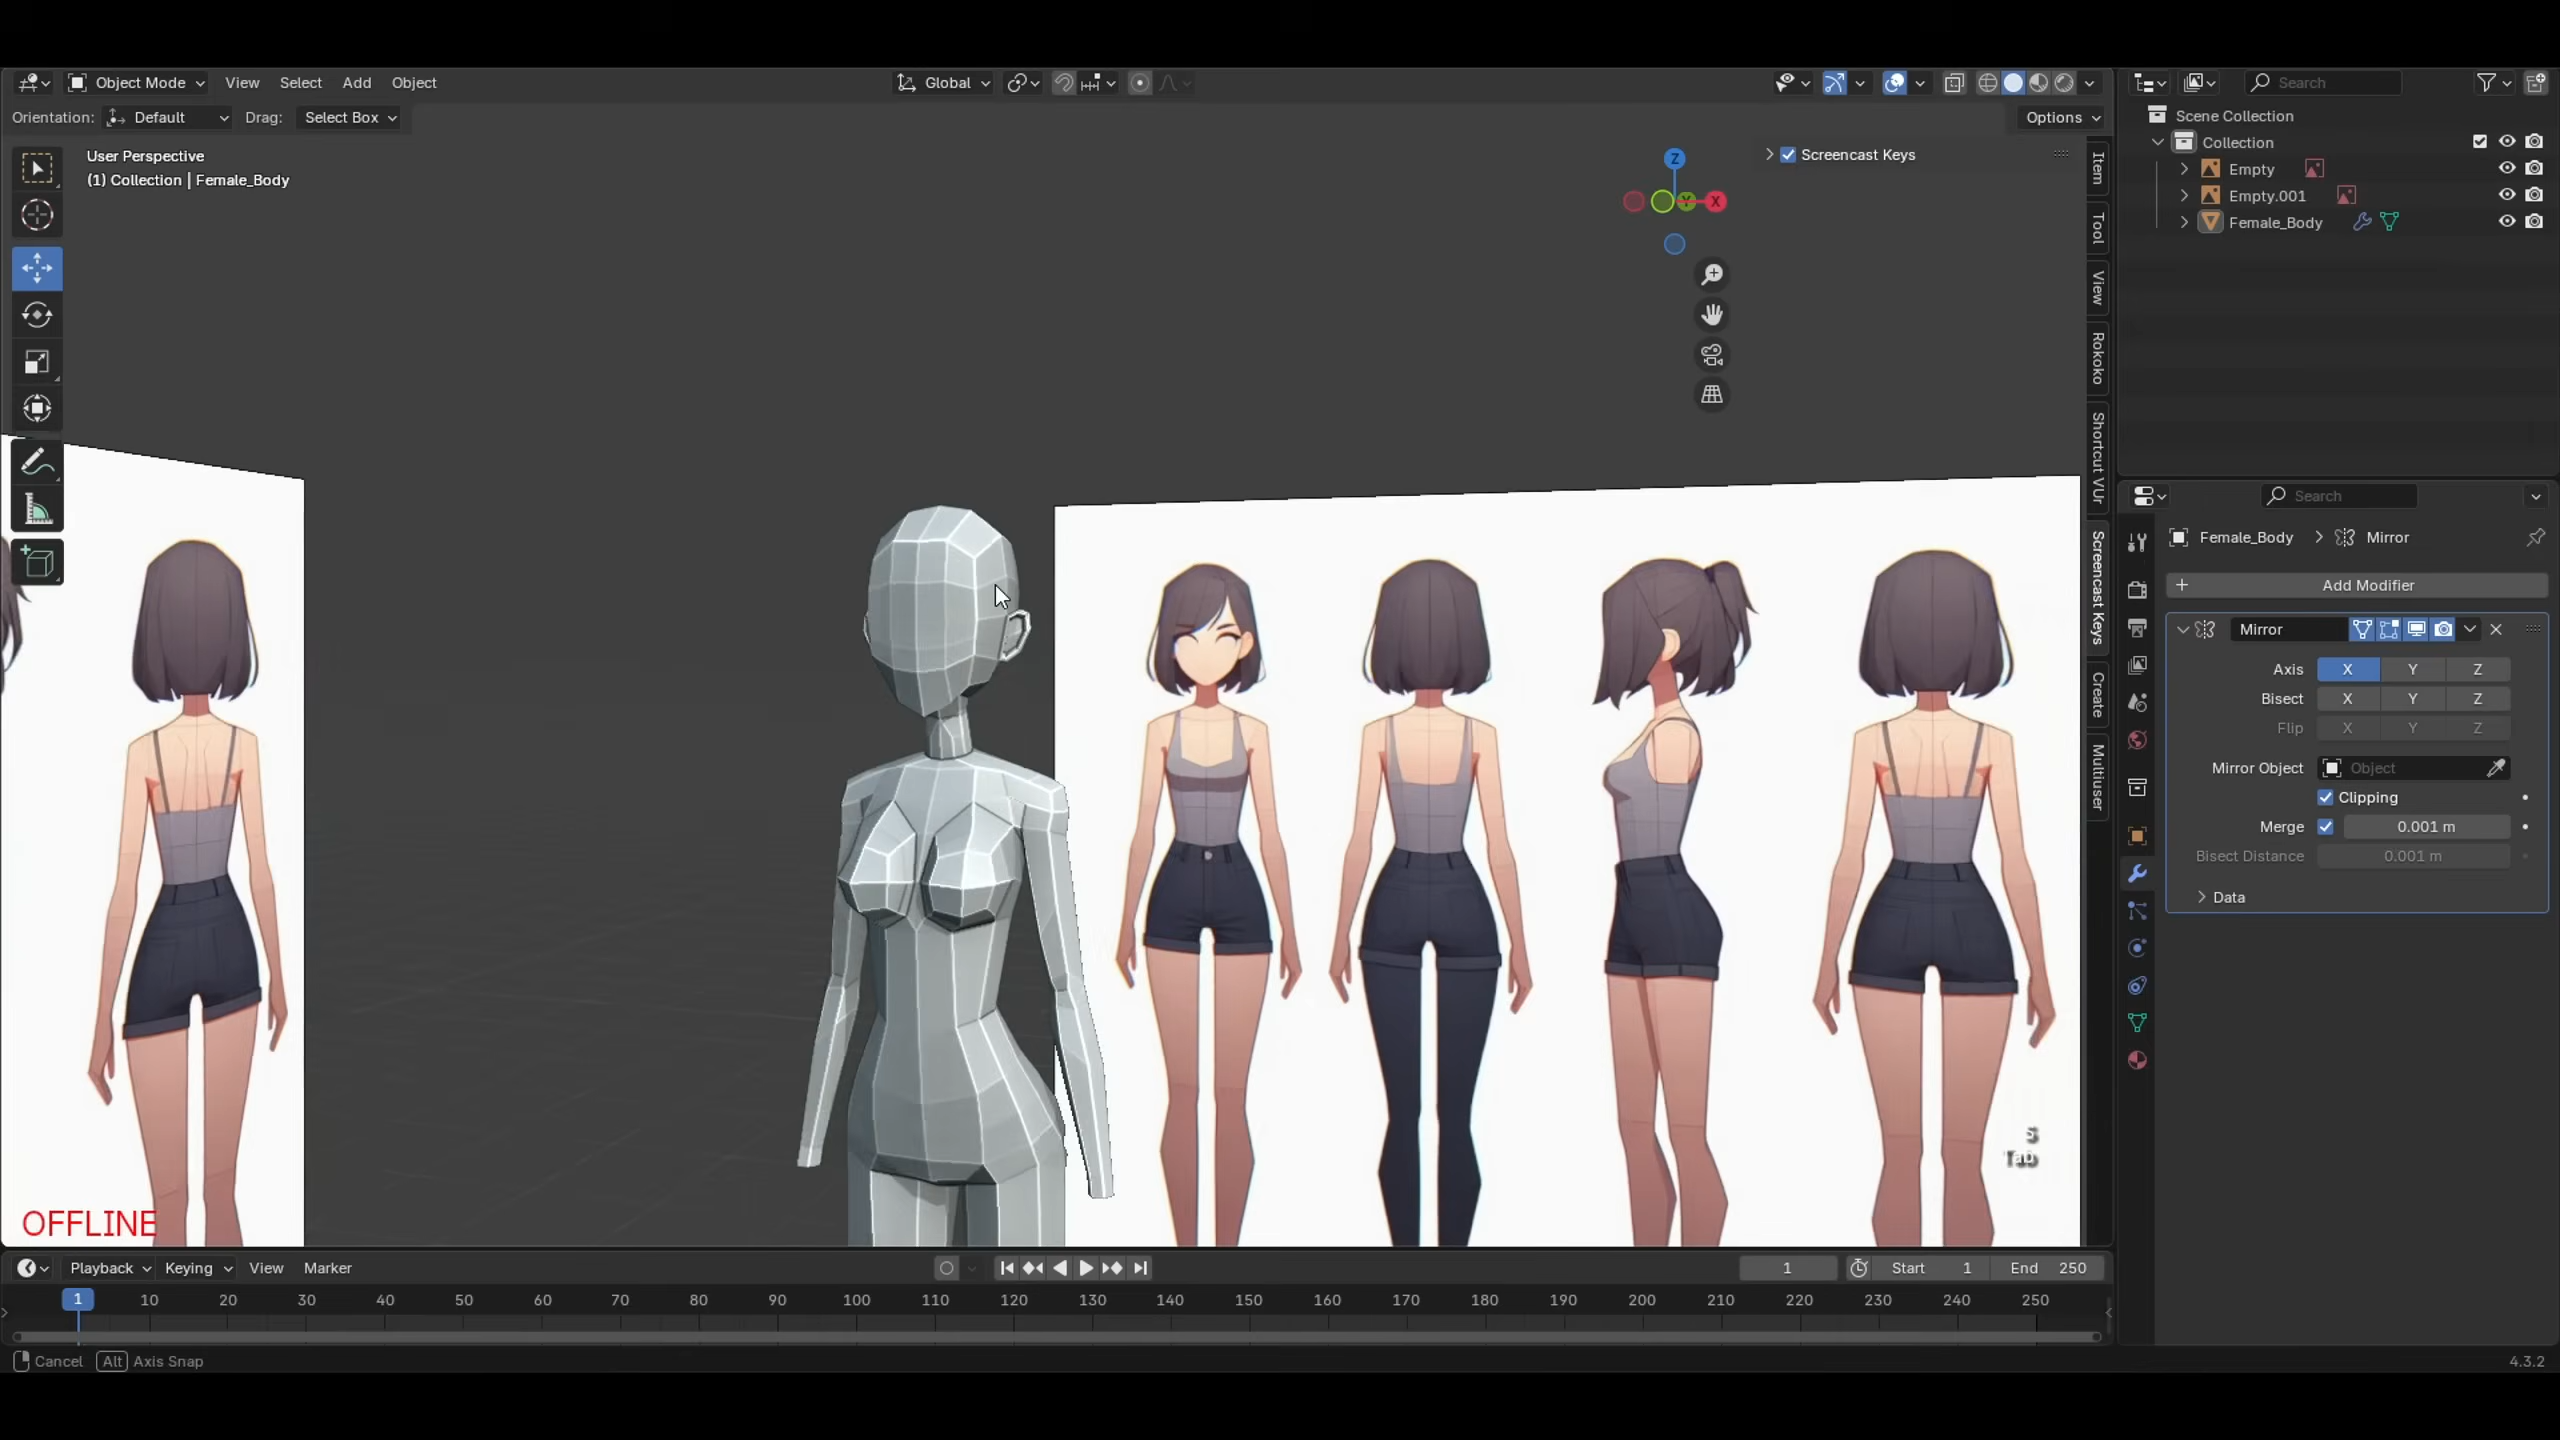 Object Mode View Select Add Object Global Search
Orientation: Default Drag: Select Box Options
User Perspective
(1) Collection | Female_Body
Screencast Keys
Z
Y
X
Item
Tool
View
Rokoko
Shortcut VUr
Screencast Keys
Create
Multiuser
S
Tab
OFFLINE
Scene Collection
Collection
Empty
Empty.001
Female_Body
Search
Female_Body > Mirror
+ Add Modifier
Mirror
Axis X Y Z
Bisect X Y Z
Flip X Y Z
Mirror Object Object
Clipping
Merge 0.001 m
Bisect Distance 0.001 m
Data
Playback Keying View Marker 1 Start 1 End 250
1 10 20 30 40 50 60 70 80 90 100 110 120 130 140 150 160 170 180 190 200 210 220 230 240 250
Cancel Alt Axis Snap 4.3.2